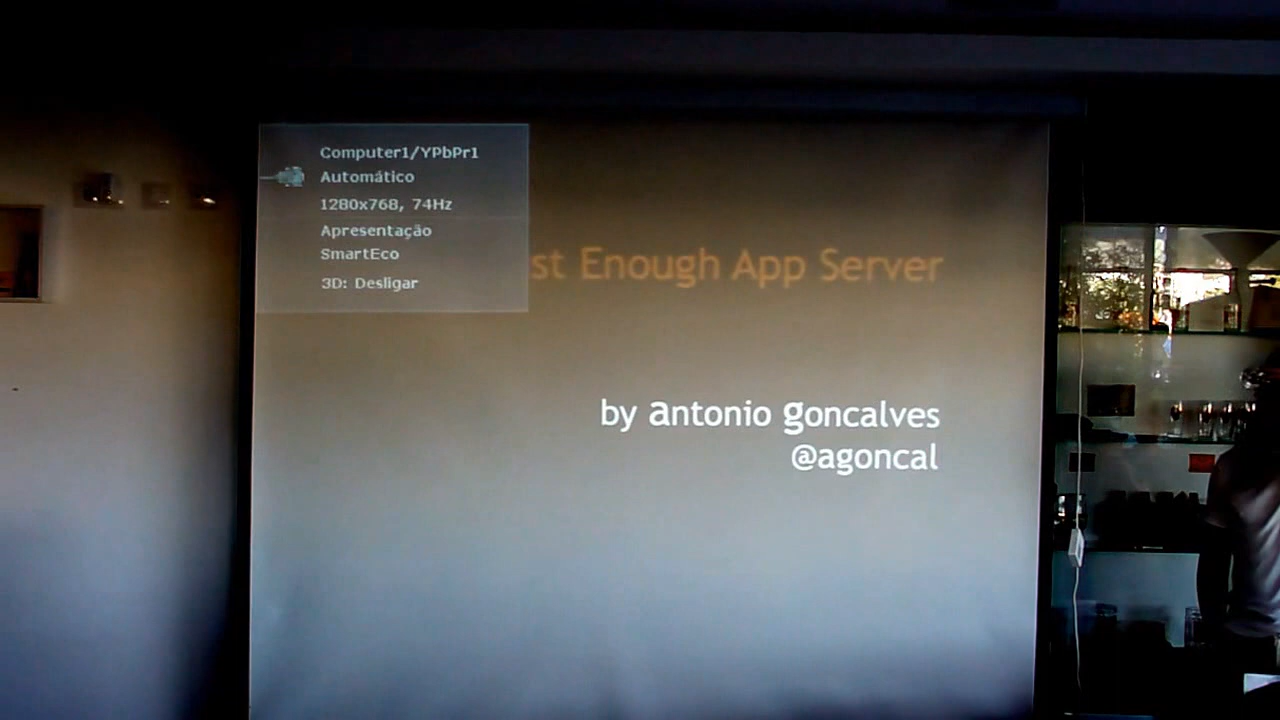 Computer1/YPbPr1
Automático
1280x768, 74Hz
Apresentação
SmartEco
3D: Desligar
st Enough App Server
by antonio goncalves
@agoncal